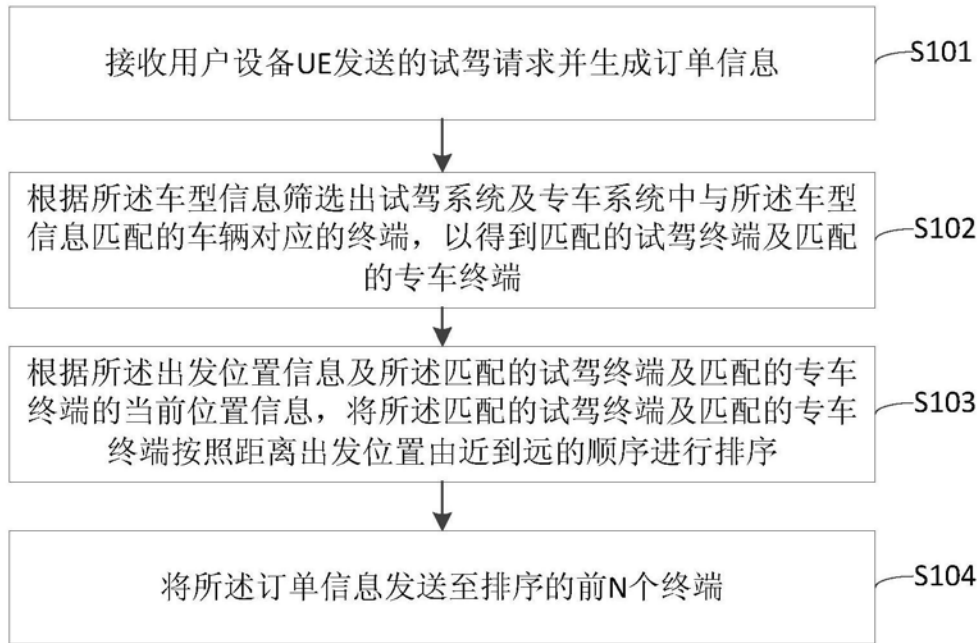 接收用户设备UE发送的试驾请求并生成订单信息
S101
根据所述车型信息筛选出试驾系统及专车系统中与所述车型
信息匹配的车辆对应的终端，以得到匹配的试驾终端及匹配
的专车终端
S102
根据所述出发位置信息及所述匹配的试驾终端及匹配的专车
终端的当前位置信息，将所述匹配的试驾终端及匹配的专车
终端按照距离出发位置由近到远的顺序进行排序
S103
将所述订单信息发送至排序的前N个终端
S104